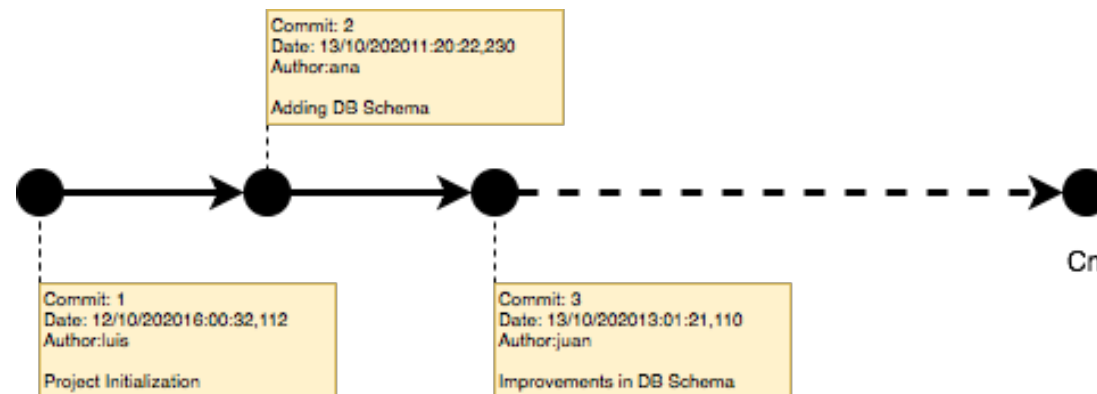 Commit: 2
Date: 13/10/202011:20:22,230
Author:ana
Adding DB Schema
Cn
Commit: 1
Date: 12/10/202016:00:32,112
Author:luis
Project Initialization
Commit: 3
Date: 13/10/202013:01:21,110
Author:juan
Improvements in DB Schema